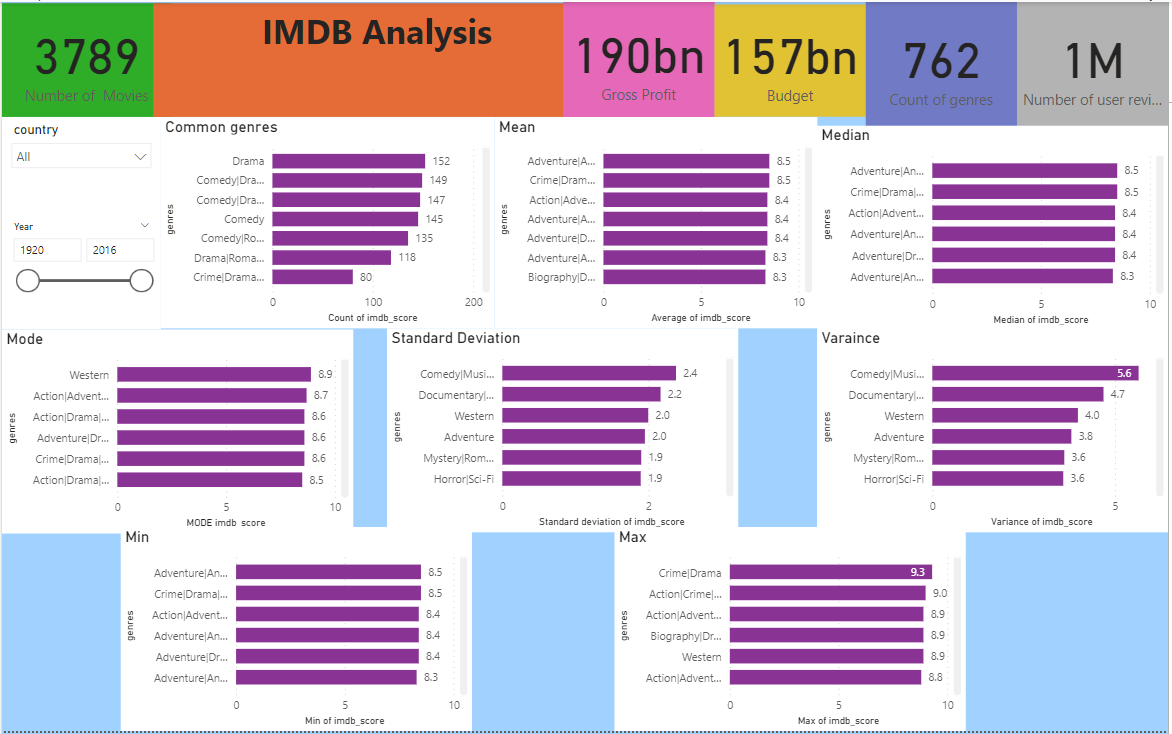 3789
Number of Movies
IMDB Analysis
190bn
Gross Profit
157bn
Budget
762
Count of genres
1M
Number of user revi...
country
All
Year
1920
2016
Common genres
genres
Drama 152
Comedy|Dra... 149
Comedy|Dra... 147
Comedy 145
Comedy|Ro... 135
Drama|Roma... 118
Crime|Drama... 80
0 100 200
Count of imdb_score
Mean
genres
Adventure|A... 8.5
Crime|Dram... 8.5
Action|Adve... 8.4
Adventure|A... 8.4
Adventure|D... 8.4
Adventure|A... 8.3
Biography|D... 8.3
0 5 10
Average of imdb_score
Median
genres
Adventure|An... 8.5
Crime|Drama|... 8.5
Action|Advent... 8.4
Adventure|An... 8.4
Adventure|Dr... 8.4
Adventure|An... 8.3
0 5 10
Median of imdb_score
Mode
genres
Western 8.9
Action|Advent... 8.7
Action|Drama|... 8.6
Adventure|Dr... 8.6
Crime|Drama|... 8.6
Action|Drama|... 8.5
0 5 10
MODE imdb_score
Standard Deviation
genres
Comedy|Musi... 2.4
Documentary|... 2.2
Western 2.0
Adventure 2.0
Mystery|Rom... 1.9
Horror|Sci-Fi 1.9
0 2
Standard deviation of imdb_score
Varaince
genres
Comedy|Musi... 5.6
Documentary|... 4.7
Western 4.0
Adventure 3.8
Mystery|Rom... 3.6
Horror|Sci-Fi 3.6
0 5
Variance of imdb_score
Min
genres
Adventure|An... 8.5
Crime|Drama|... 8.5
Action|Advent... 8.4
Adventure|An... 8.4
Adventure|Dr... 8.4
Adventure|An... 8.3
0 5 10
Min of imdb_score
Max
genres
Crime|Drama 9.3
Action|Crime|... 9.0
Action|Advent... 8.9
Biography|Dr... 8.9
Western 8.9
Action|Advent... 8.8
0 5 10
Max of imdb_score